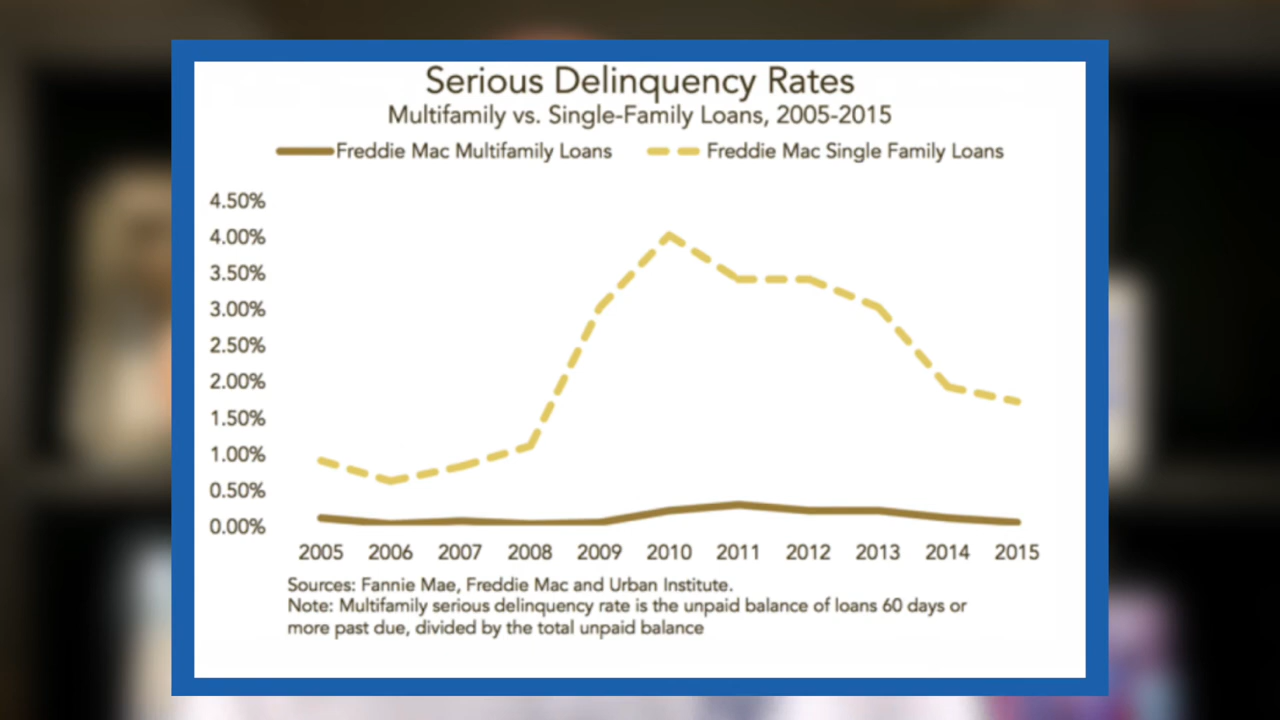 Serious Delinquency Rates
Multifamily vs. Single-Family Loans, 2005-2015
Freddie Mac Multifamily Loans Freddie Mac Single Family Loans
4.50%
4.00%
3.50%
3.00%
2.50%
2.00%
1.50%
1.00%
0.50%
0.00%
2005 2006 2007 2008 2009 2010 2011 2012 2013 2014 2015
Sources: Fannie Mae, Freddie Mac and Urban Institute.
Note: Multifamily serious delinquency rate is the unpaid balance of loans 60 days or
more past due, divided by the total unpaid balance